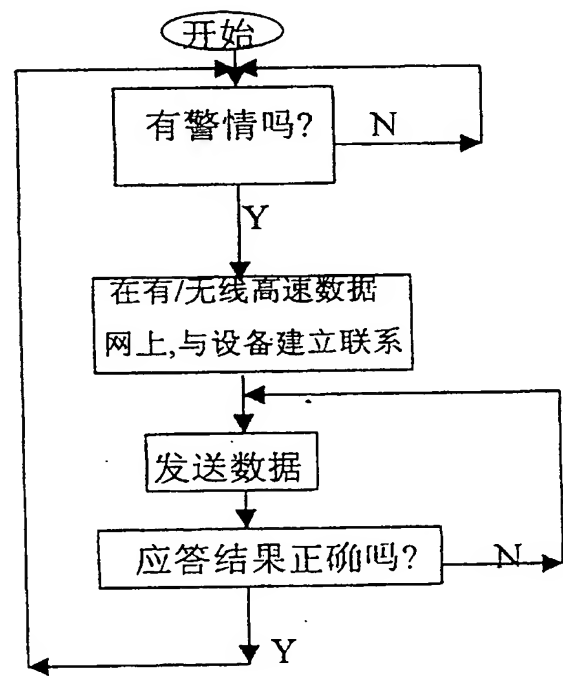 开始
有警情吗?
N
Y
在有/无线高速数据
网上,与设备建立联系
发送数据
应答结果正确吗?
N
Y